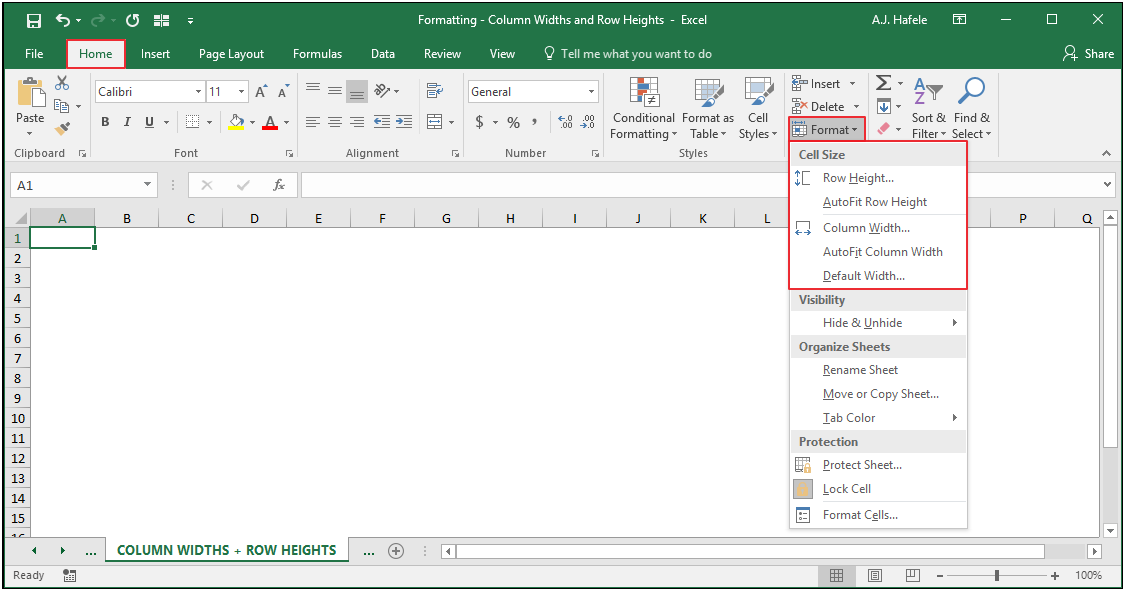 Formatting - Column Widths and Row Heights - Excel
A.J. Hafele
File Home Insert Page Layout Formulas Data Review View Tell me what you want to do Share
Paste
Clipboard
Calibri 11
A A
B I U A
Font
Alignment
General
$ % , .0 .00 .00 .0
Number
Conditional Formatting
Format as Table
Cell Styles
Styles
Insert
Delete
Format
Σ
A Z
Sort & Filter
Find & Select
A1
fx
A B C D E F G H I J K L P Q
1
2
3
4
5
6
7
8
9
10
11
12
13
14
15
16
Cell Size
Row Height...
AutoFit Row Height
Column Width...
AutoFit Column Width
Default Width...
Visibility
Hide & Unhide
Organize Sheets
Rename Sheet
Move or Copy Sheet...
Tab Color
Protection
Protect Sheet...
Lock Cell
Format Cells...
... COLUMN WIDTHS + ROW HEIGHTS ...
Ready
100%